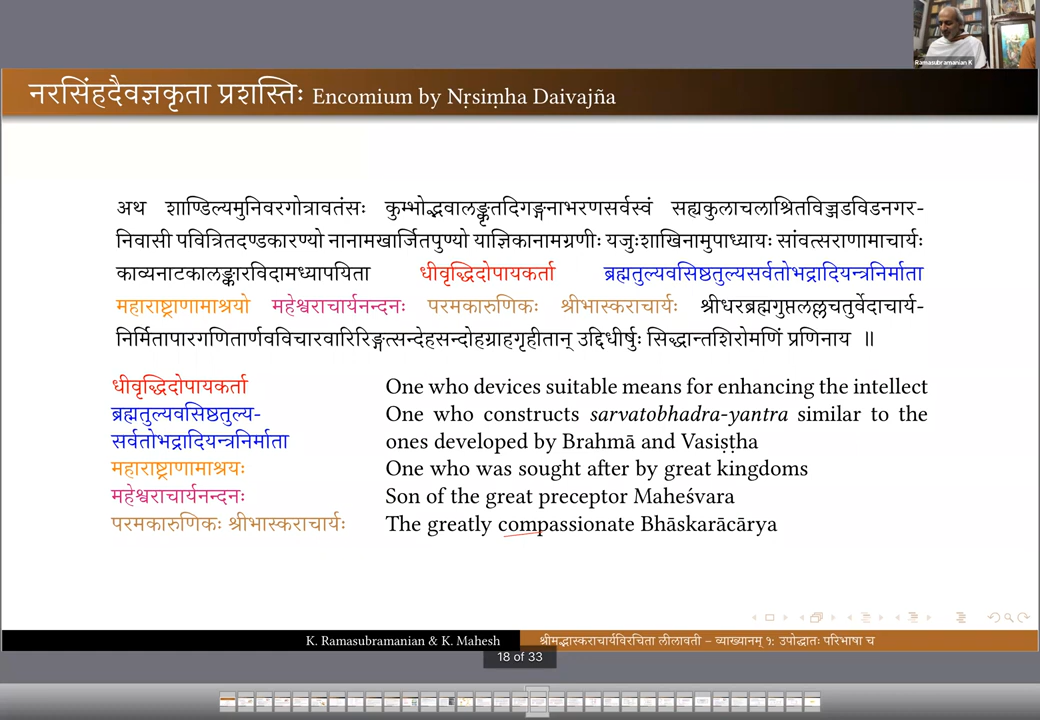 Ramasubramanian K
नरसिंहदैवज्ञकृता प्रशस्तिः Encomium by Nṛsiṃha Daivajña
अथ शाण्डिल्यमुनिवरगोत्रावतंसः कुम्भोद्भवालङ्कृतदिगङ्गनाभरणसर्वस्वं सह्यकुलाचलाश्रितविज्जडविडनगर-
निवासी पवित्रितदण्डकारण्यो नानामखार्जितपुण्यो याज्ञिकानामग्रणीः यजुःशाखिनामुपाध्यायः सांवत्सराणामाचार्यः
काव्यनाटकालङ्कारविदामध्यापयिता धीवृद्धिदोपायकर्ता ब्रह्मतुल्यवसिष्ठतुल्यसर्वतोभद्रादियन्त्रनिर्माता
महाराष्ट्राणामाश्रयो महेश्वराचार्यनन्दनः परमकारुणिकः श्रीभास्कराचार्यः श्रीधरब्रह्मगुप्तलल्लचतुर्वेदाचार्य-
निर्मितापारगणितार्णवविचारवारिरिङ्गत्सन्देहसन्दोहग्राहगृहीतान् उद्दिधीर्षुः सिद्धान्तशिरोमणिं प्रणिनाय ॥
धीवृद्धिदोपायकर्ता One who devices suitable means for enhancing the intellect
ब्रह्मतुल्यवसिष्ठतुल्य- One who constructs sarvatobhadra-yantra similar to the
सर्वतोभद्रादियन्त्रनिर्माता ones developed by Brahmā and Vasiṣṭha
महाराष्ट्राणामाश्रयः One who was sought after by great kingdoms
महेश्वराचार्यनन्दनः Son of the great preceptor Maheśvara
परमकारुणिकः श्रीभास्कराचार्यः The greatly compassionate Bhāskarācārya
K. Ramasubramanian & K. Mahesh श्रीमद्भास्कराचार्यविरचिता लीलावती – व्याख्यानम् १: उपोद्घातः परिभाषा च
18 of 33